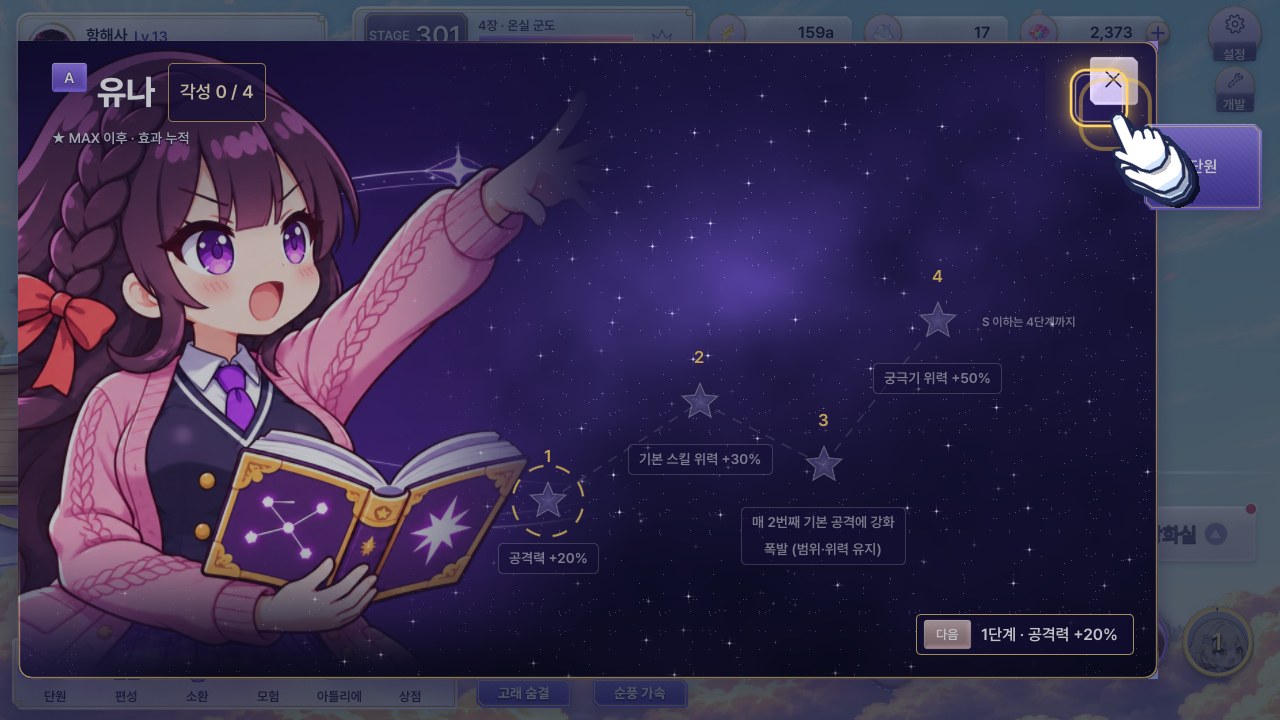 항해사 Lv.13
STAGE 301
4장 · 온실 군도
159a
17
2,373
설정
개발
A
유나
각성 0 / 4
★ MAX 이후 · 효과 누적
단원
4
S 이하는 4단계까지
궁극기 위력 +50%
2
기본 스킬 위력 +30%
3
매 2번째 기본 공격에 강화
폭발 (범위·위력 유지)
1
공격력 +20%
다음
1단계 · 공격력 +20%
1
단원
편성
소환
모험
아틀리에
상점
고래 숨결
순풍 가속